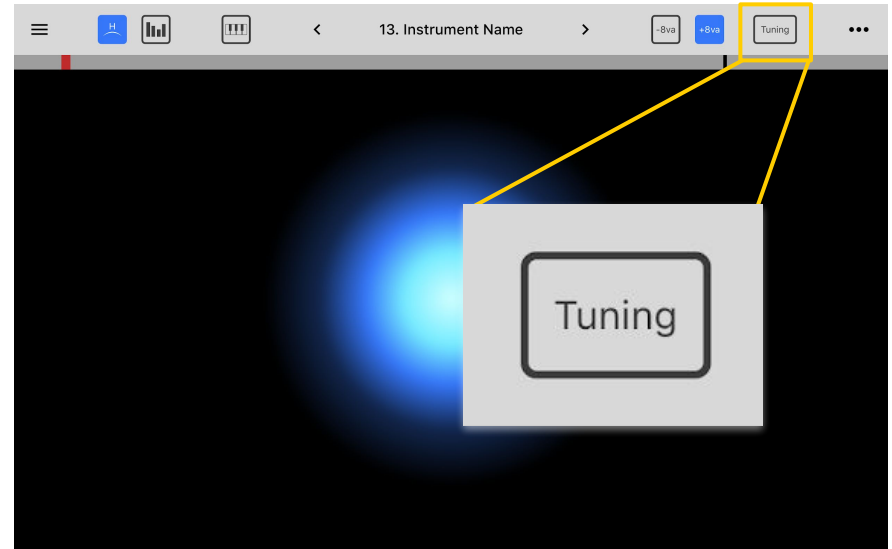 H
13. Instrument Name
-8va
+8va
Tuning
Tuning